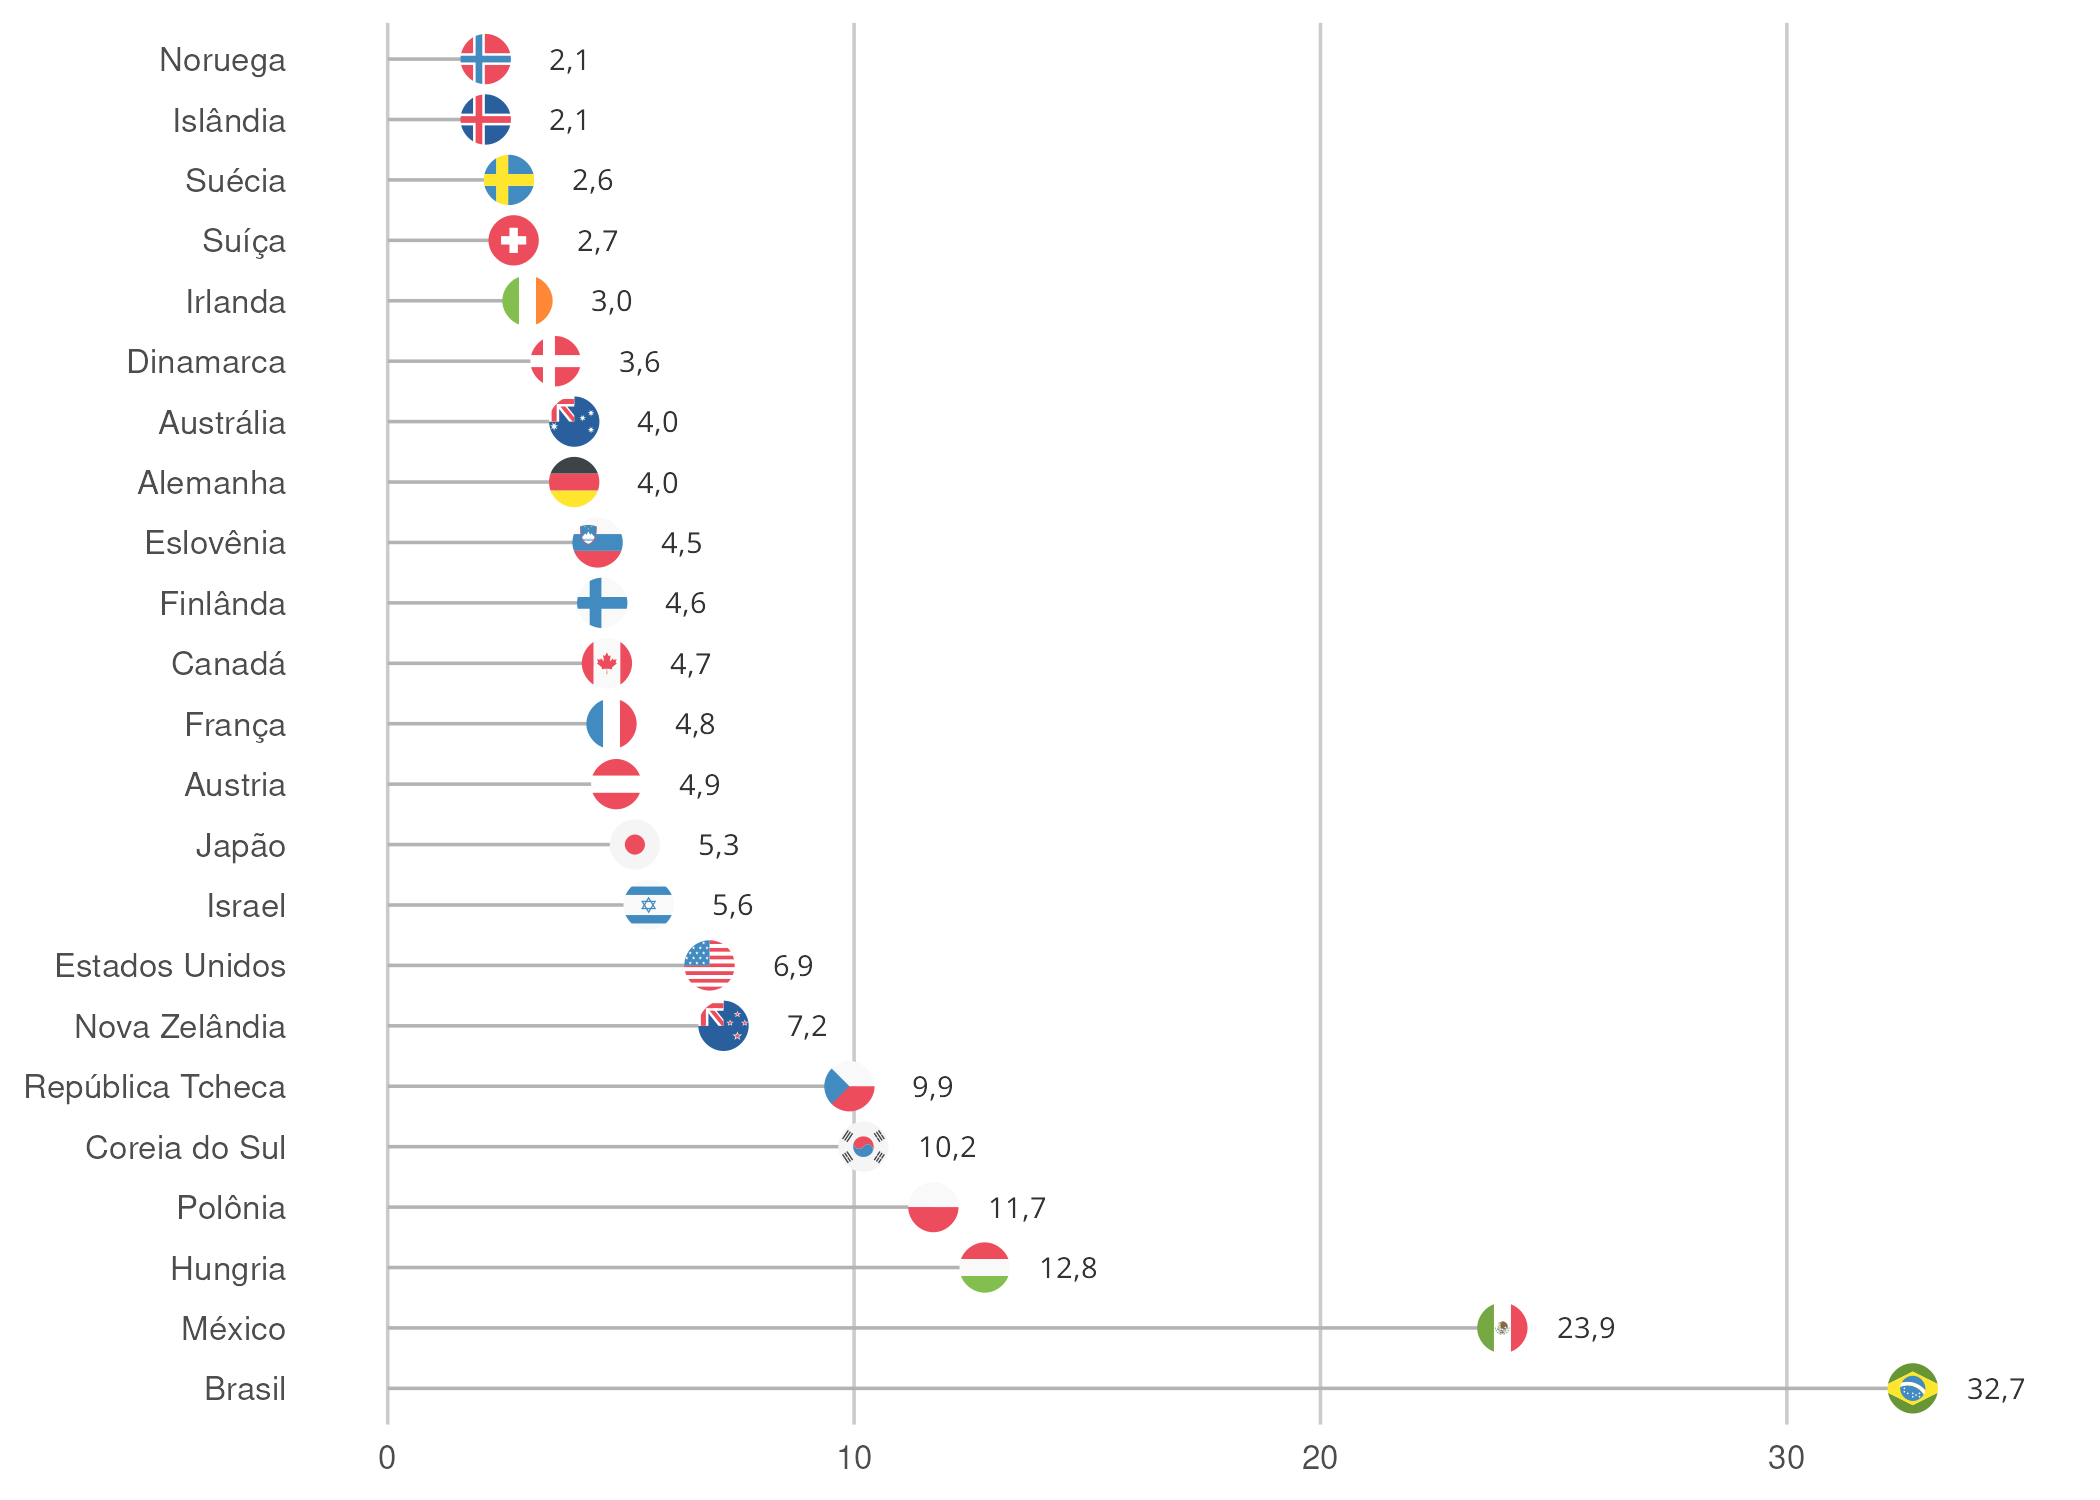 Noruega 2,1
Islândia 2,1
Suécia 2,6
Suíça 2,7
Irlanda 3,0
Dinamarca 3,6
Austrália 4,0
Alemanha 4,0
Eslovênia 4,5
Finlânda 4,6
Canadá 4,7
França 4,8
Austria 4,9
Japão 5,3
Israel 5,6
Estados Unidos 6,9
Nova Zelândia 7,2
República Tcheca 9,9
Coreia do Sul 10,2
Polônia 11,7
Hungria 12,8
México 23,9
Brasil 32,7
0 10 20 30